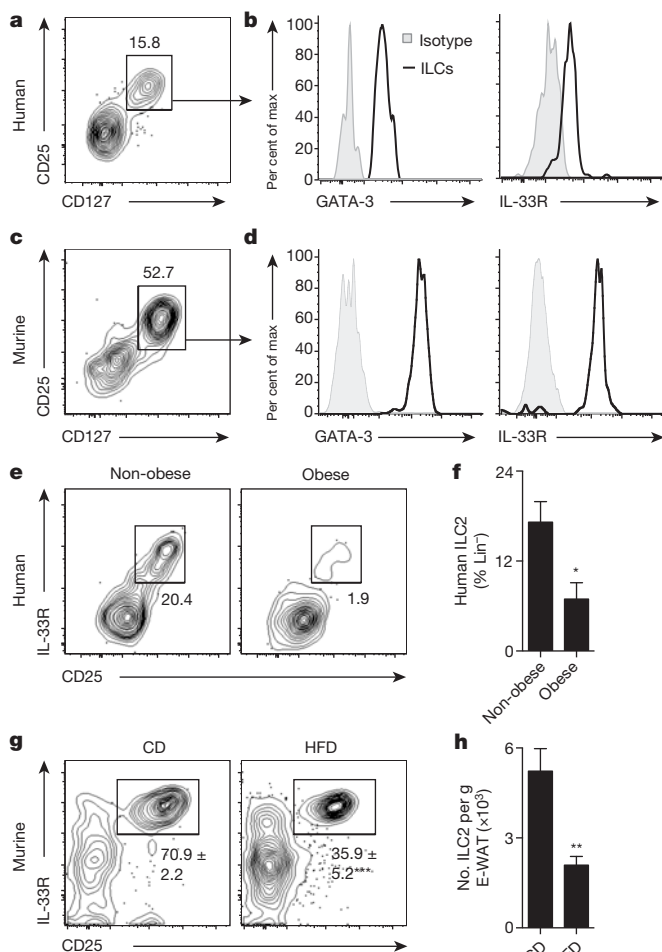 a
15.8
Human
CD25
CD127
b
Isotype
ILCs
Per cent of max
100
80
60
40
20
0
GATA-3
IL-33R
c
52.7
Murine
CD25
CD127
d
Per cent of max
100
80
60
40
20
0
GATA-3
IL-33R
e
Non-obese
Obese
Human
IL-33R
20.4
1.9
CD25
f
Human ILC2
(% Lin⁻)
24
12
0
*
Non-obese
Obese
g
CD
HFD
Murine
IL-33R
70.9 ±
2.2
35.9 ±
5.2***
CD25
h
No. ILC2 per g
E-WAT (×10³)
6
3
0
**